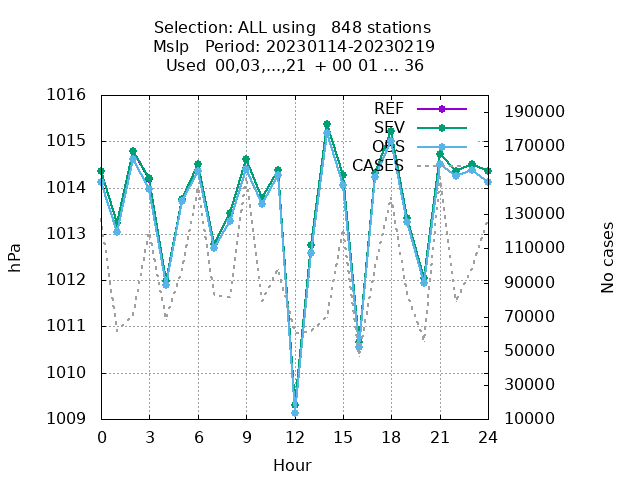 Selection: ALL using   848 stations
Mslp   Period: 20230114-20230219
Used  00,03,...,21  + 00 01 ... 36
REF
SEV
OBS
CASES
1016
1015
1014
1013
1012
1011
1010
1009
hPa
190000
170000
150000
130000
110000
90000
70000
50000
30000
10000
No cases
0 3 6 9 12 15 18 21 24
Hour